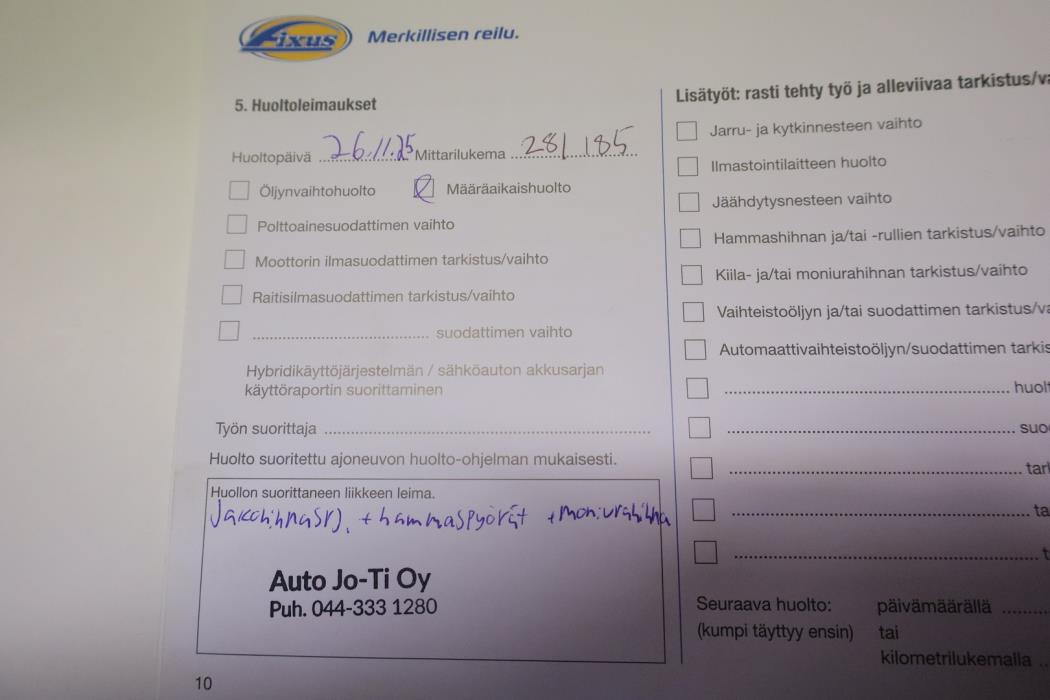 Fixus Merkillisen reilu.
5. Huoltoleimaukset
Huoltopäivä 26.11.25 Mittarilukema 281 185
Öljynvaihtohuolto Määräaikaishuolto
Polttoainesuodattimen vaihto
Moottorin ilmasuodattimen tarkistus/vaihto
Raitisilmasuodattimen tarkistus/vaihto
suodattimen vaihto
Hybridikäyttöjärjestelmän / sähköauton akkusarjan
käyttöraportin suorittaminen
Työn suorittaja
Huolto suoritettu ajoneuvon huolto-ohjelman mukaisesti.
Huollon suorittaneen liikkeen leima.
+ hammaspyörät + moniurahihna
Auto Jo-Ti Oy
Puh. 044-333 1280
10
Lisätyöt: rasti tehty työ ja alleviivaa tarkistus/va
Jarru- ja kytkinnesteen vaihto
Ilmastointilaitteen huolto
Jäähdytysnesteen vaihto
Hammashihnan ja/tai -rullien tarkistus/vaihto
Kiila- ja/tai moniurahihnan tarkistus/vaihto
Vaihteistoöljyn ja/tai suodattimen tarkistus/va
Automaattivaihteistoöljyn/suodattimen tarkis
huolt
suo
tarl
ta
t
Seuraava huolto: päivämäärällä
(kumpi täyttyy ensin) tai
kilometrilukemalla